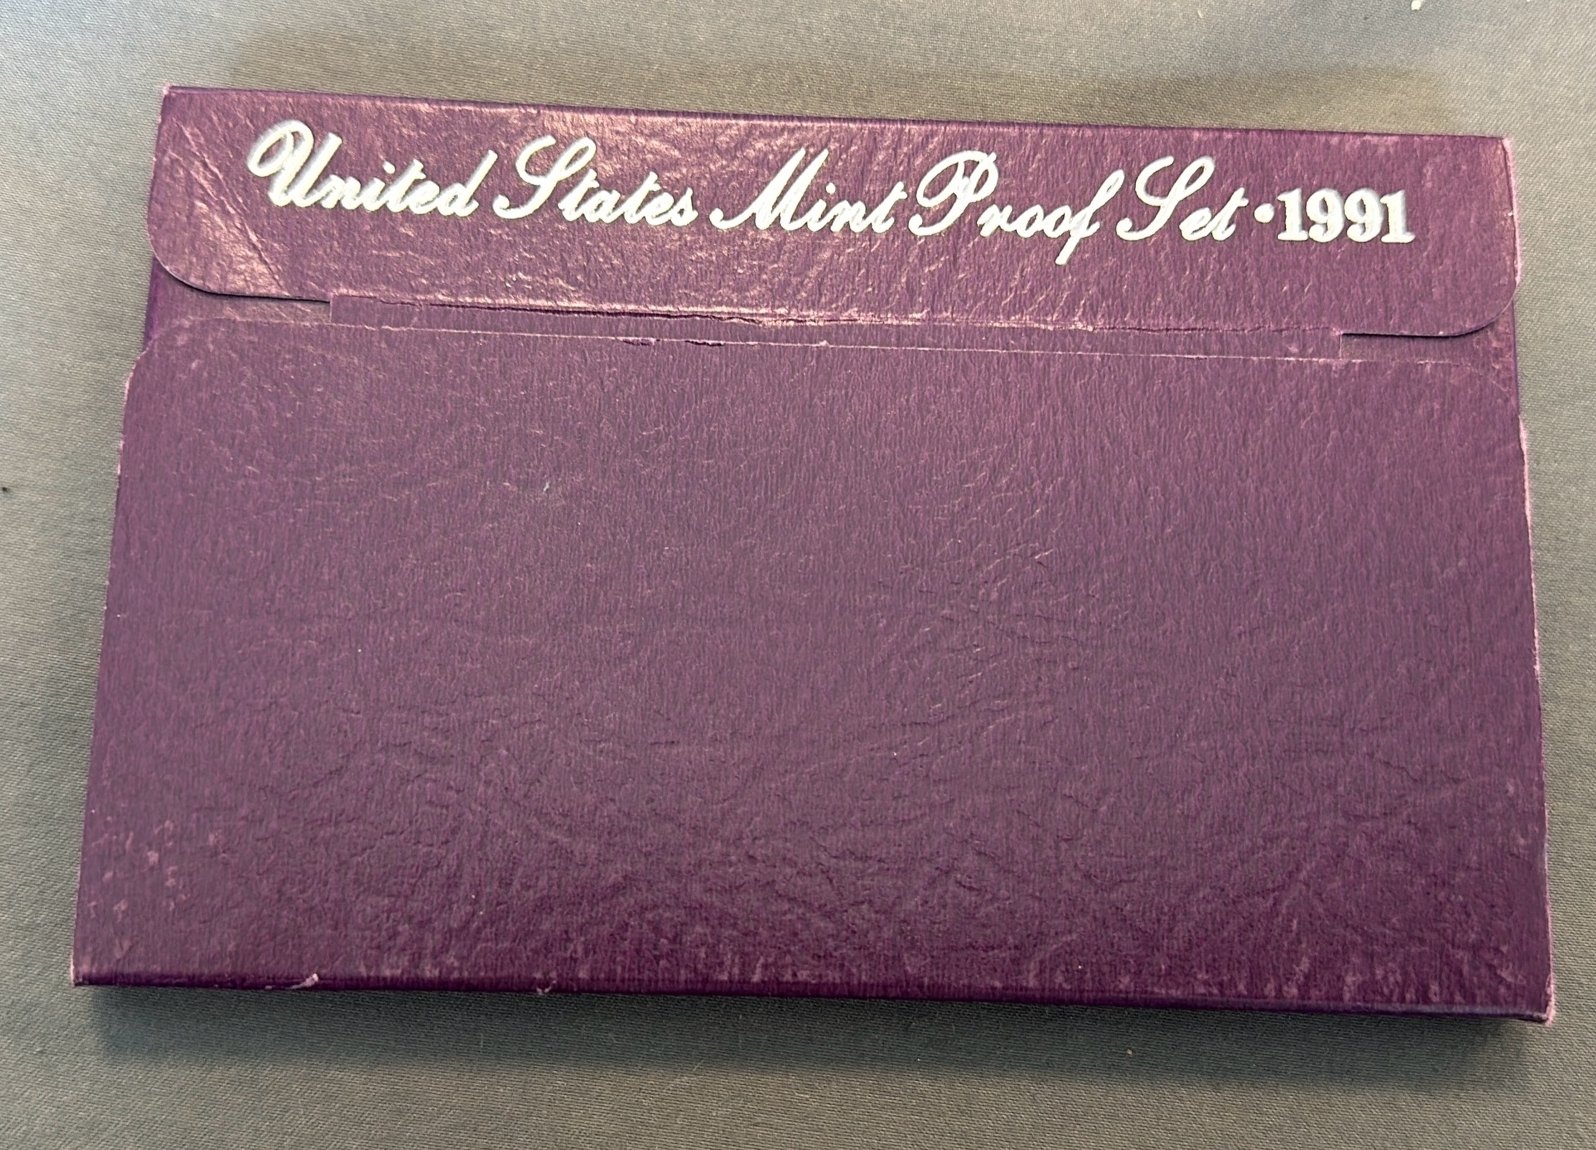 United States Mint Proof Set • 1991